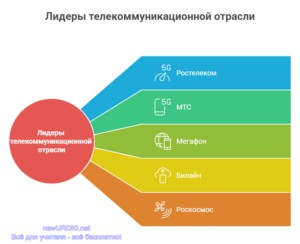 Лидеры телекоммуникационной отрасли
5G
Ростелеком
5G
МТС
Лидеры
телекоммуникационной
отрасли
Мегафон
Билайн
Роскосмос
newUROKI.net
Всё для учителя - всё бесплатно!